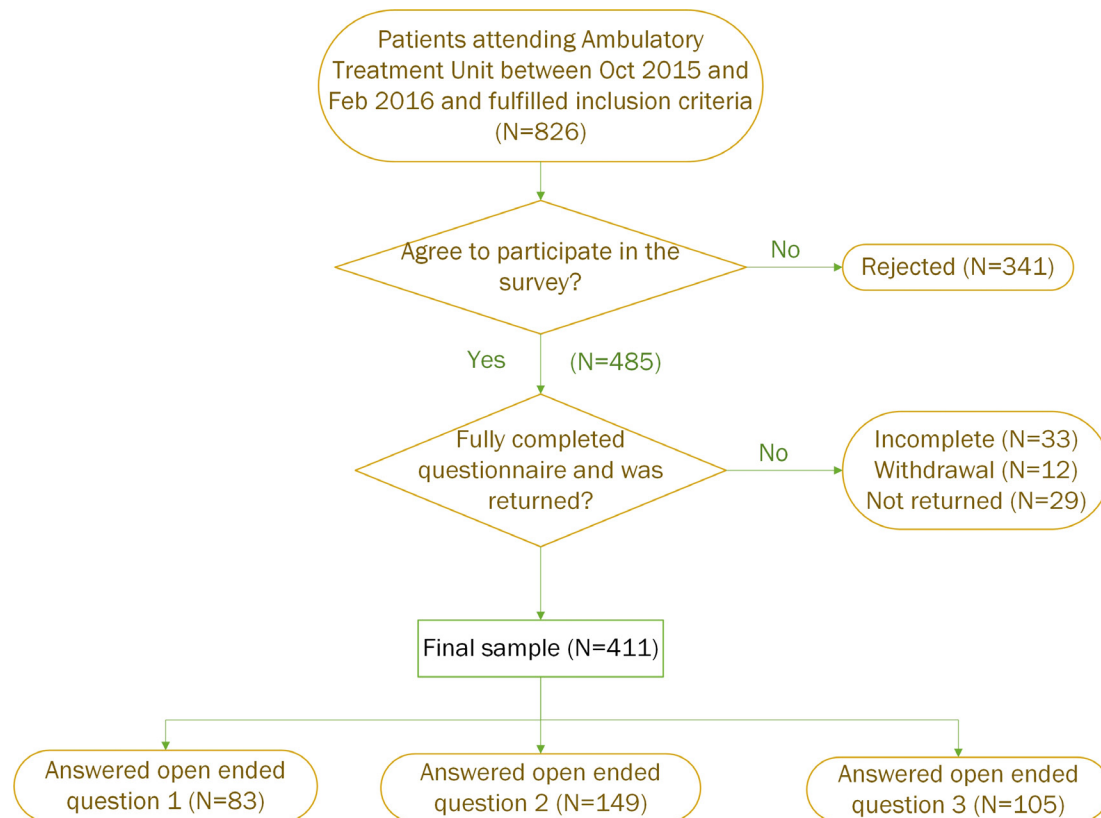 Patients attending Ambulatory
Treatment Unit between Oct 2015 and
Feb 2016 and fulfilled inclusion criteria
(N=826)
Agree to participate in the
survey?
No
Rejected (N=341)
Yes
(N=485)
Fully completed
questionnaire and was
returned?
No
Incomplete (N=33)
Withdrawal (N=12)
Not returned (N=29)
Final sample (N=411)
Answered open ended
question 1 (N=83)
Answered open ended
question 2 (N=149)
Answered open ended
question 3 (N=105)